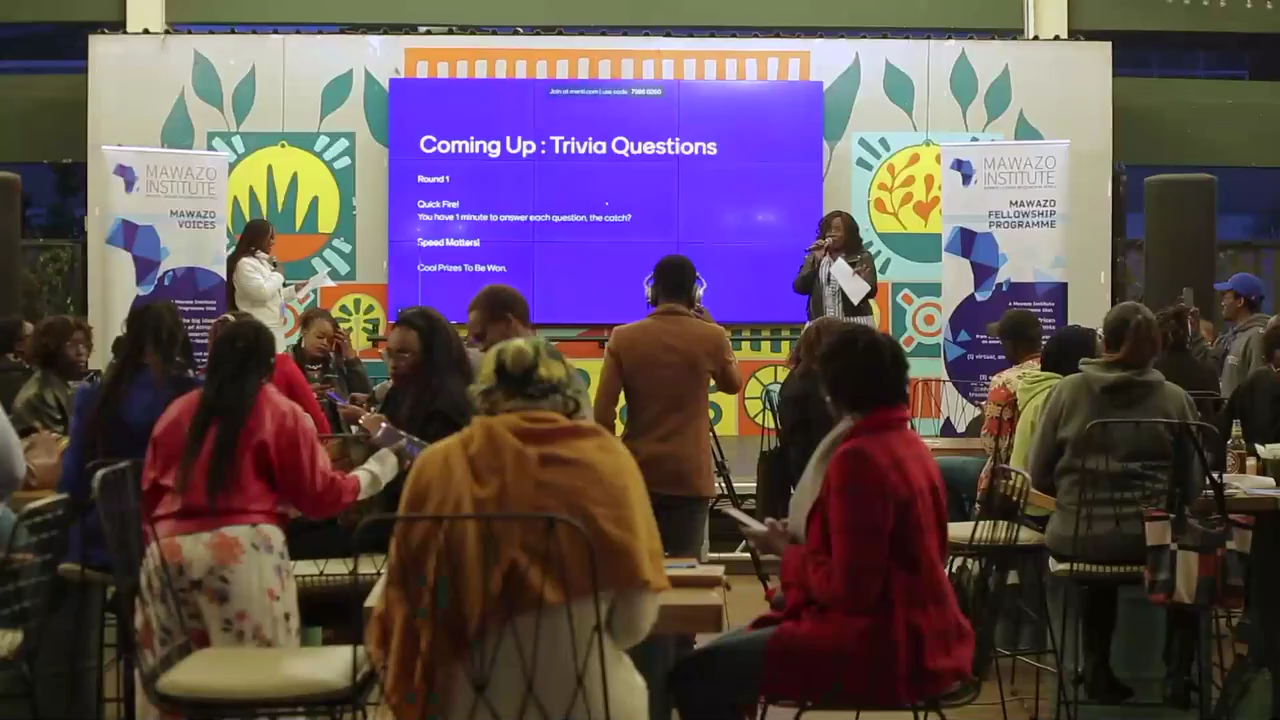 Join at menti.com | use code 7986 0260
Coming Up : Trivia Questions
Round 1
Quick Fire!
You have 1 minute to answer each question, the catch?
Speed Matters!
Cool Prizes To Be Won.
MAWAZO
INSTITUTE
MAWAZO
VOICES
MAWAZO
INSTITUTE
MAWAZO
FELLOWSHIP
PROGRAMME
A Mawazo Institute